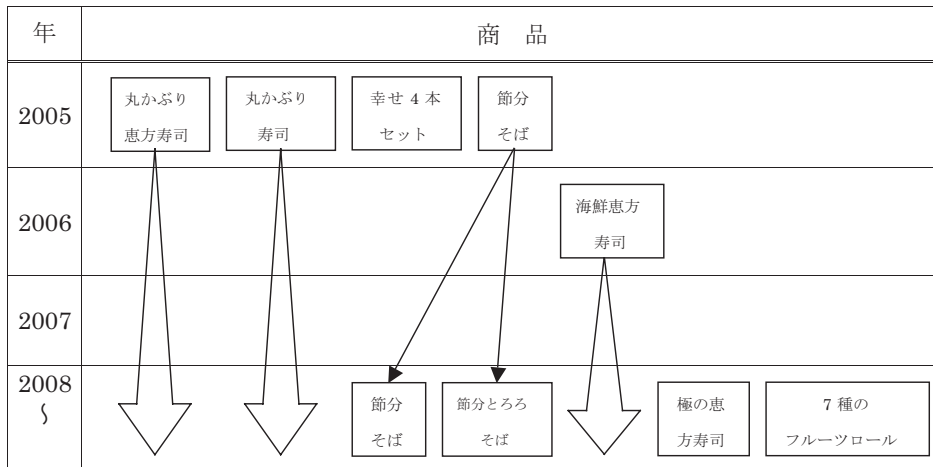 年
商 品
2005
丸かぶり
恵方寿司
丸かぶり
寿司
幸せ 4 本
セット
節分
そば
2006
海鮮恵方
寿司
2007
2008
～
節分
そば
節分とろろ
そば
極の恵
方寿司
7 種の
フルーツロール